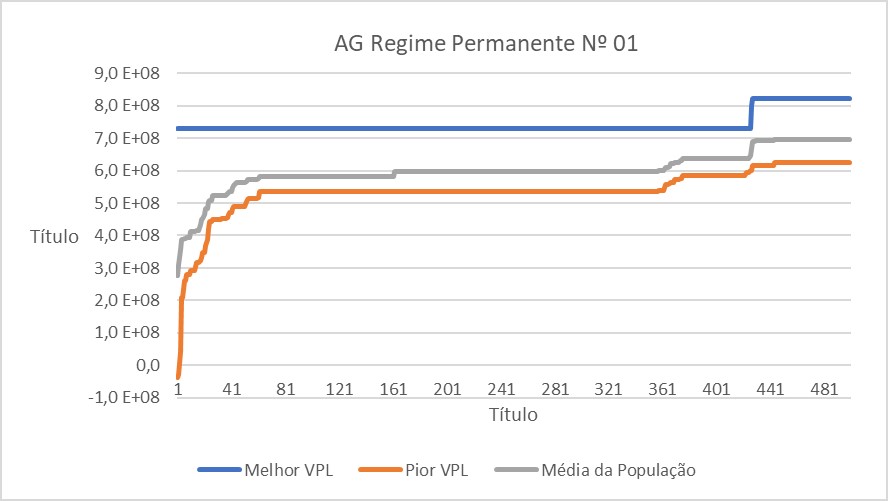 AG Regime Permanente Nº 01
9,0 E+08
8,0 E+08
7,0 E+08
6,0 E+08
5,0 E+08
4,0 E+08
3,0 E+08
2,0 E+08
1,0 E+08
0,0
-1,0 E+08
Título
1 41 81 121 161 201 241 281 321 361 401 441 481
Título
Melhor VPL Pior VPL Média da População